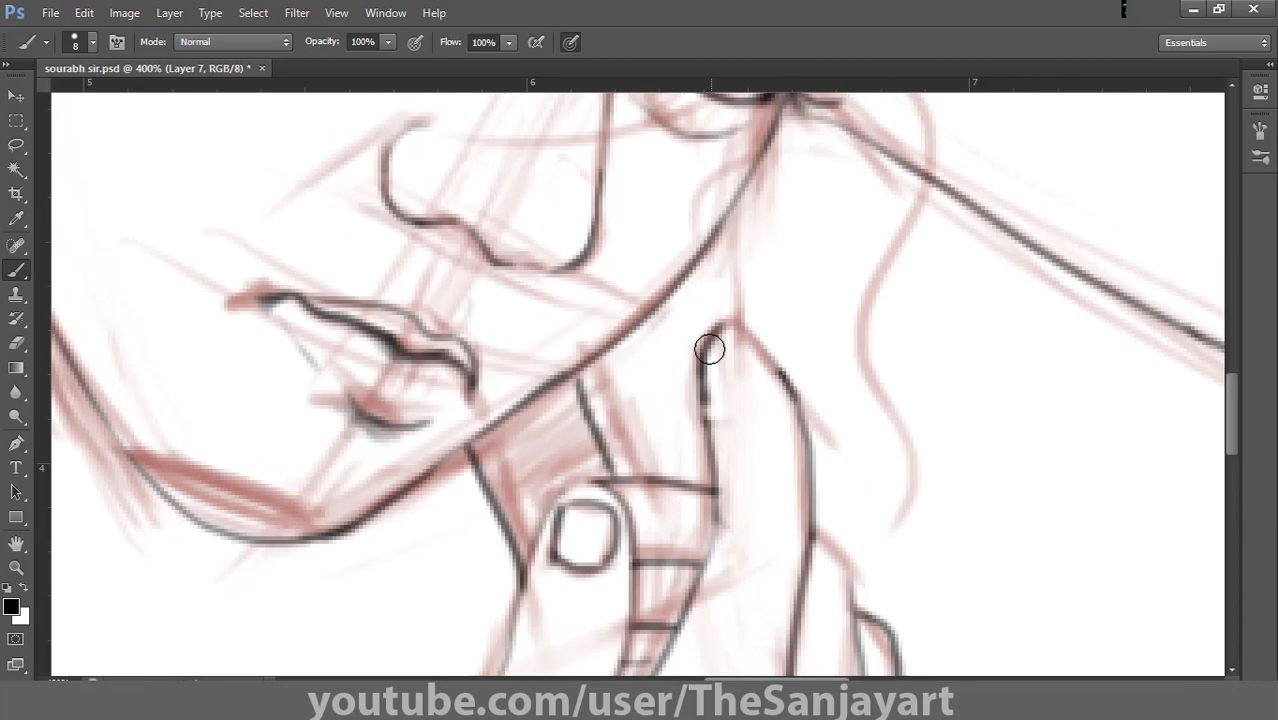 Ps File Edit Image Layer Type Select Filter View Window Help
8 Mode: Normal Opacity: 100% Flow: 100% Essentials
sourabh sir.psd @ 400% (Layer 7, RGB/8) * ×
5 6 7
4
youtube.com/user/TheSanjayart